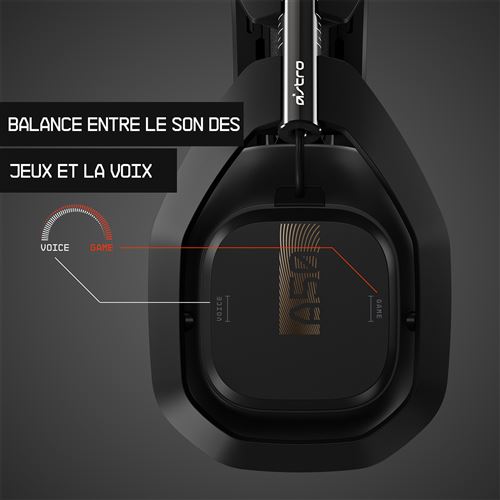 astro
BALANCE ENTRE LE SON DES
JEUX ET LA VOIX
VOICE GAME
A50
VOICE
GAME